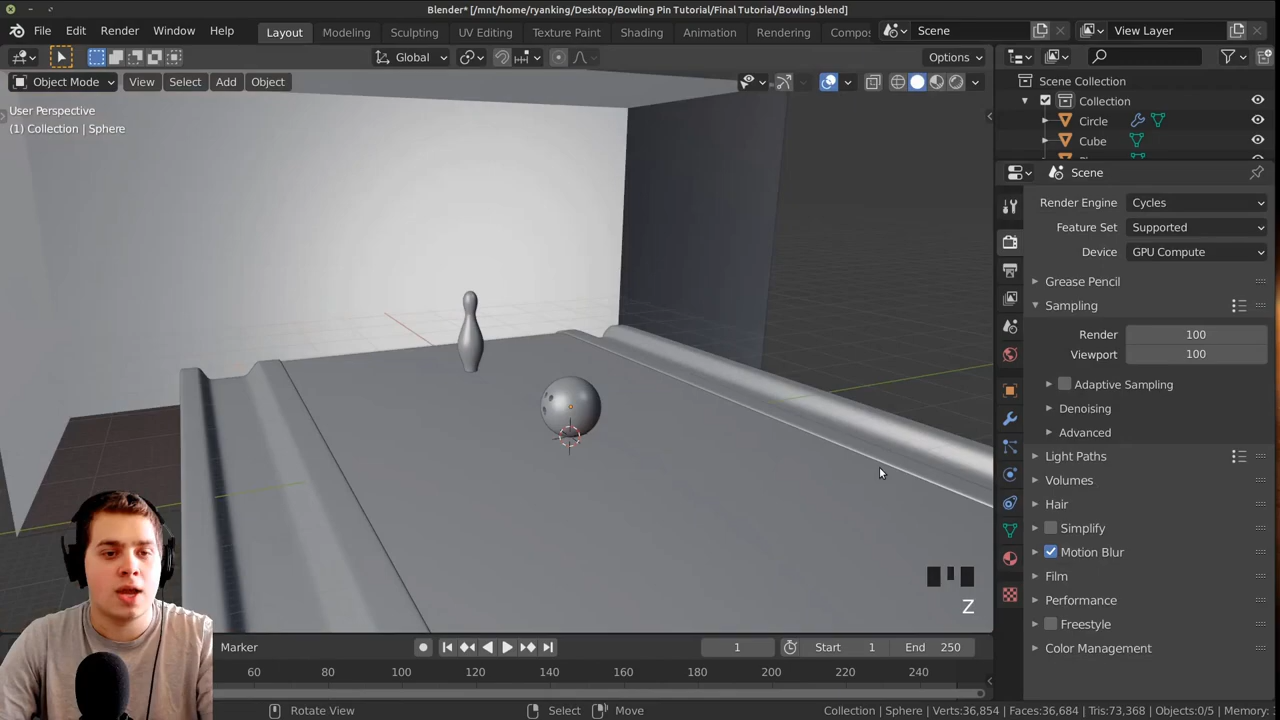 Blender* [/mnt/home/ryanking/Desktop/Bowling Pin Tutorial/Final Tutorial/Bowling.blend]
File Edit Render Window Help Layout Modeling Sculpting UV Editing Texture Paint Shading Animation Rendering Compos Scene View Layer
Global Options
Object Mode View Select Add Object
User Perspective
(1) Collection | Sphere
Scene Collection
Collection
Circle
Cube
Scene
Render Engine Cycles
Feature Set Supported
Device GPU Compute
Grease Pencil
Sampling
Render 100
Viewport 100
Adaptive Sampling
Denoising
Advanced
Light Paths
Volumes
Hair
Simplify
Motion Blur
Film
Performance
Freestyle
Color Management
Z
Marker 1 Start 1 End 250
60 80 100 120 140 160 180 200 220 240
Rotate View Select Move Collection | Sphere | Verts:36,854 | Faces:36,684 | Tris:73,368 | Objects:0/5 | Memory: